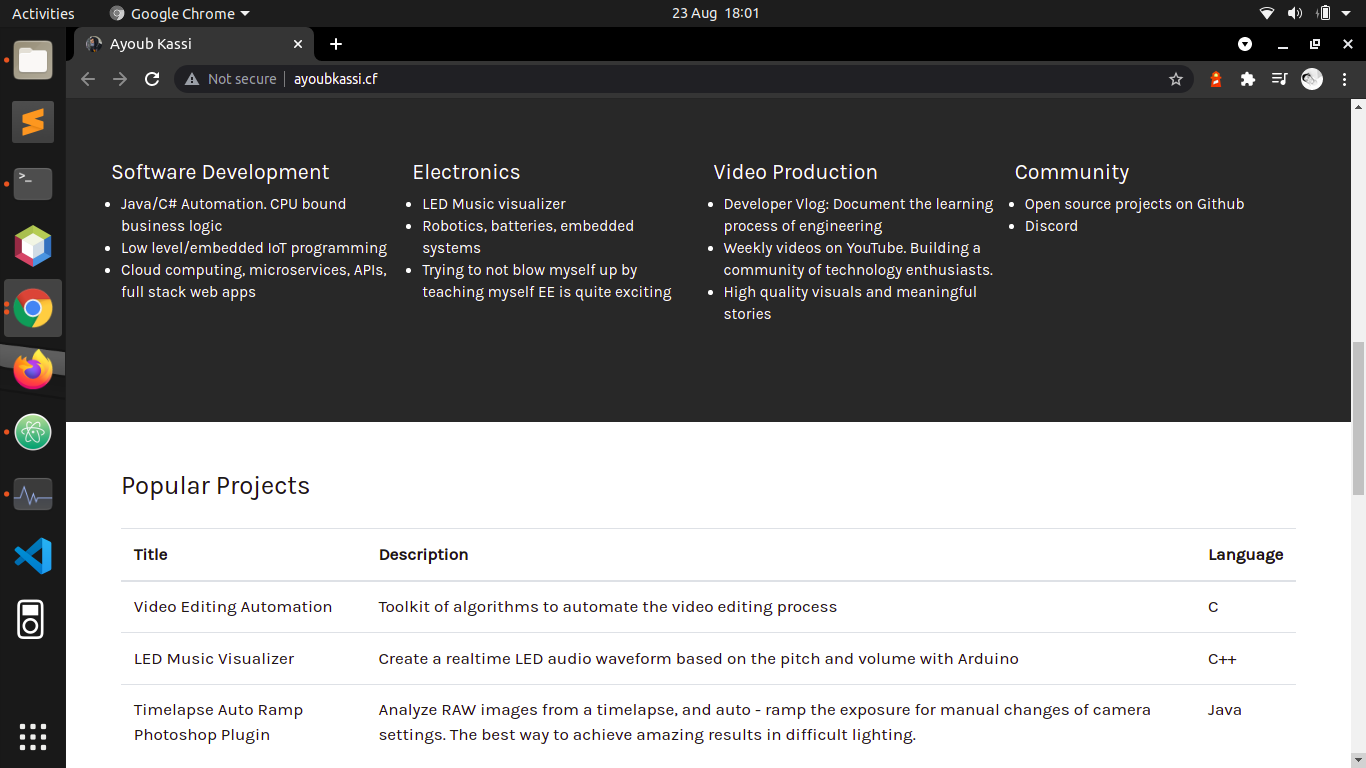 Activities
Google Chrome
23 Aug 18:01
Ayoub Kassi
Not secure
ayoubkassi.cf
Software Development
Java/C# Automation. CPU bound
business logic
Low level/embedded IoT programming
Cloud computing, microservices, APIs,
full stack web apps
Electronics
LED Music visualizer
Robotics, batteries, embedded
systems
Trying to not blow myself up by
teaching myself EE is quite exciting
Video Production
Developer Vlog: Document the learning
process of engineering
Weekly videos on YouTube. Building a
community of technology enthusiasts.
High quality visuals and meaningful
stories
Community
Open source projects on Github
Discord
Popular Projects
Title Description Language
Video Editing Automation Toolkit of algorithms to automate the video editing process C
LED Music Visualizer Create a realtime LED audio waveform based on the pitch and volume with Arduino C++
Timelapse Auto Ramp Analyze RAW images from a timelapse, and auto - ramp the exposure for manual changes of camera Java
Photoshop Plugin settings. The best way to achieve amazing results in difficult lighting.